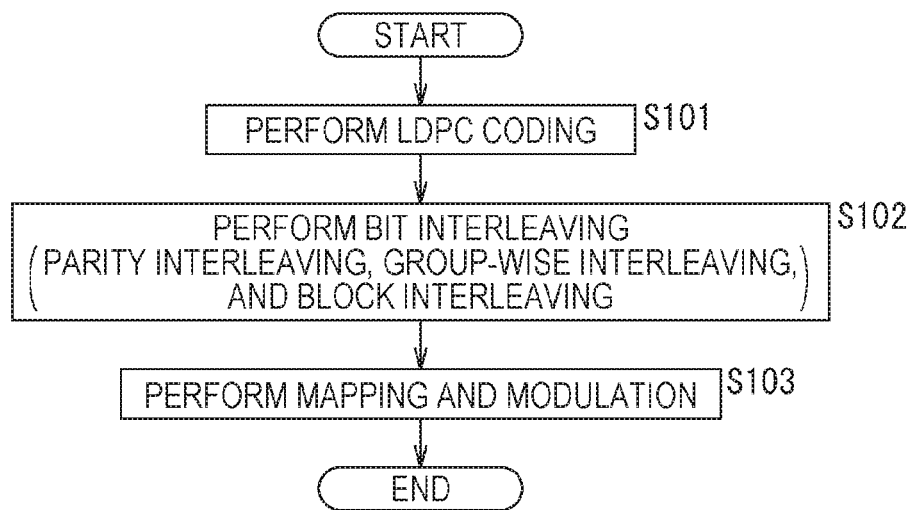 START
PERFORM LDPC CODING
S101
PERFORM BIT INTERLEAVING
S102
(PARITY INTERLEAVING, GROUP-WISE INTERLEAVING,
AND BLOCK INTERLEAVING)
PERFORM MAPPING AND MODULATION
S103
END